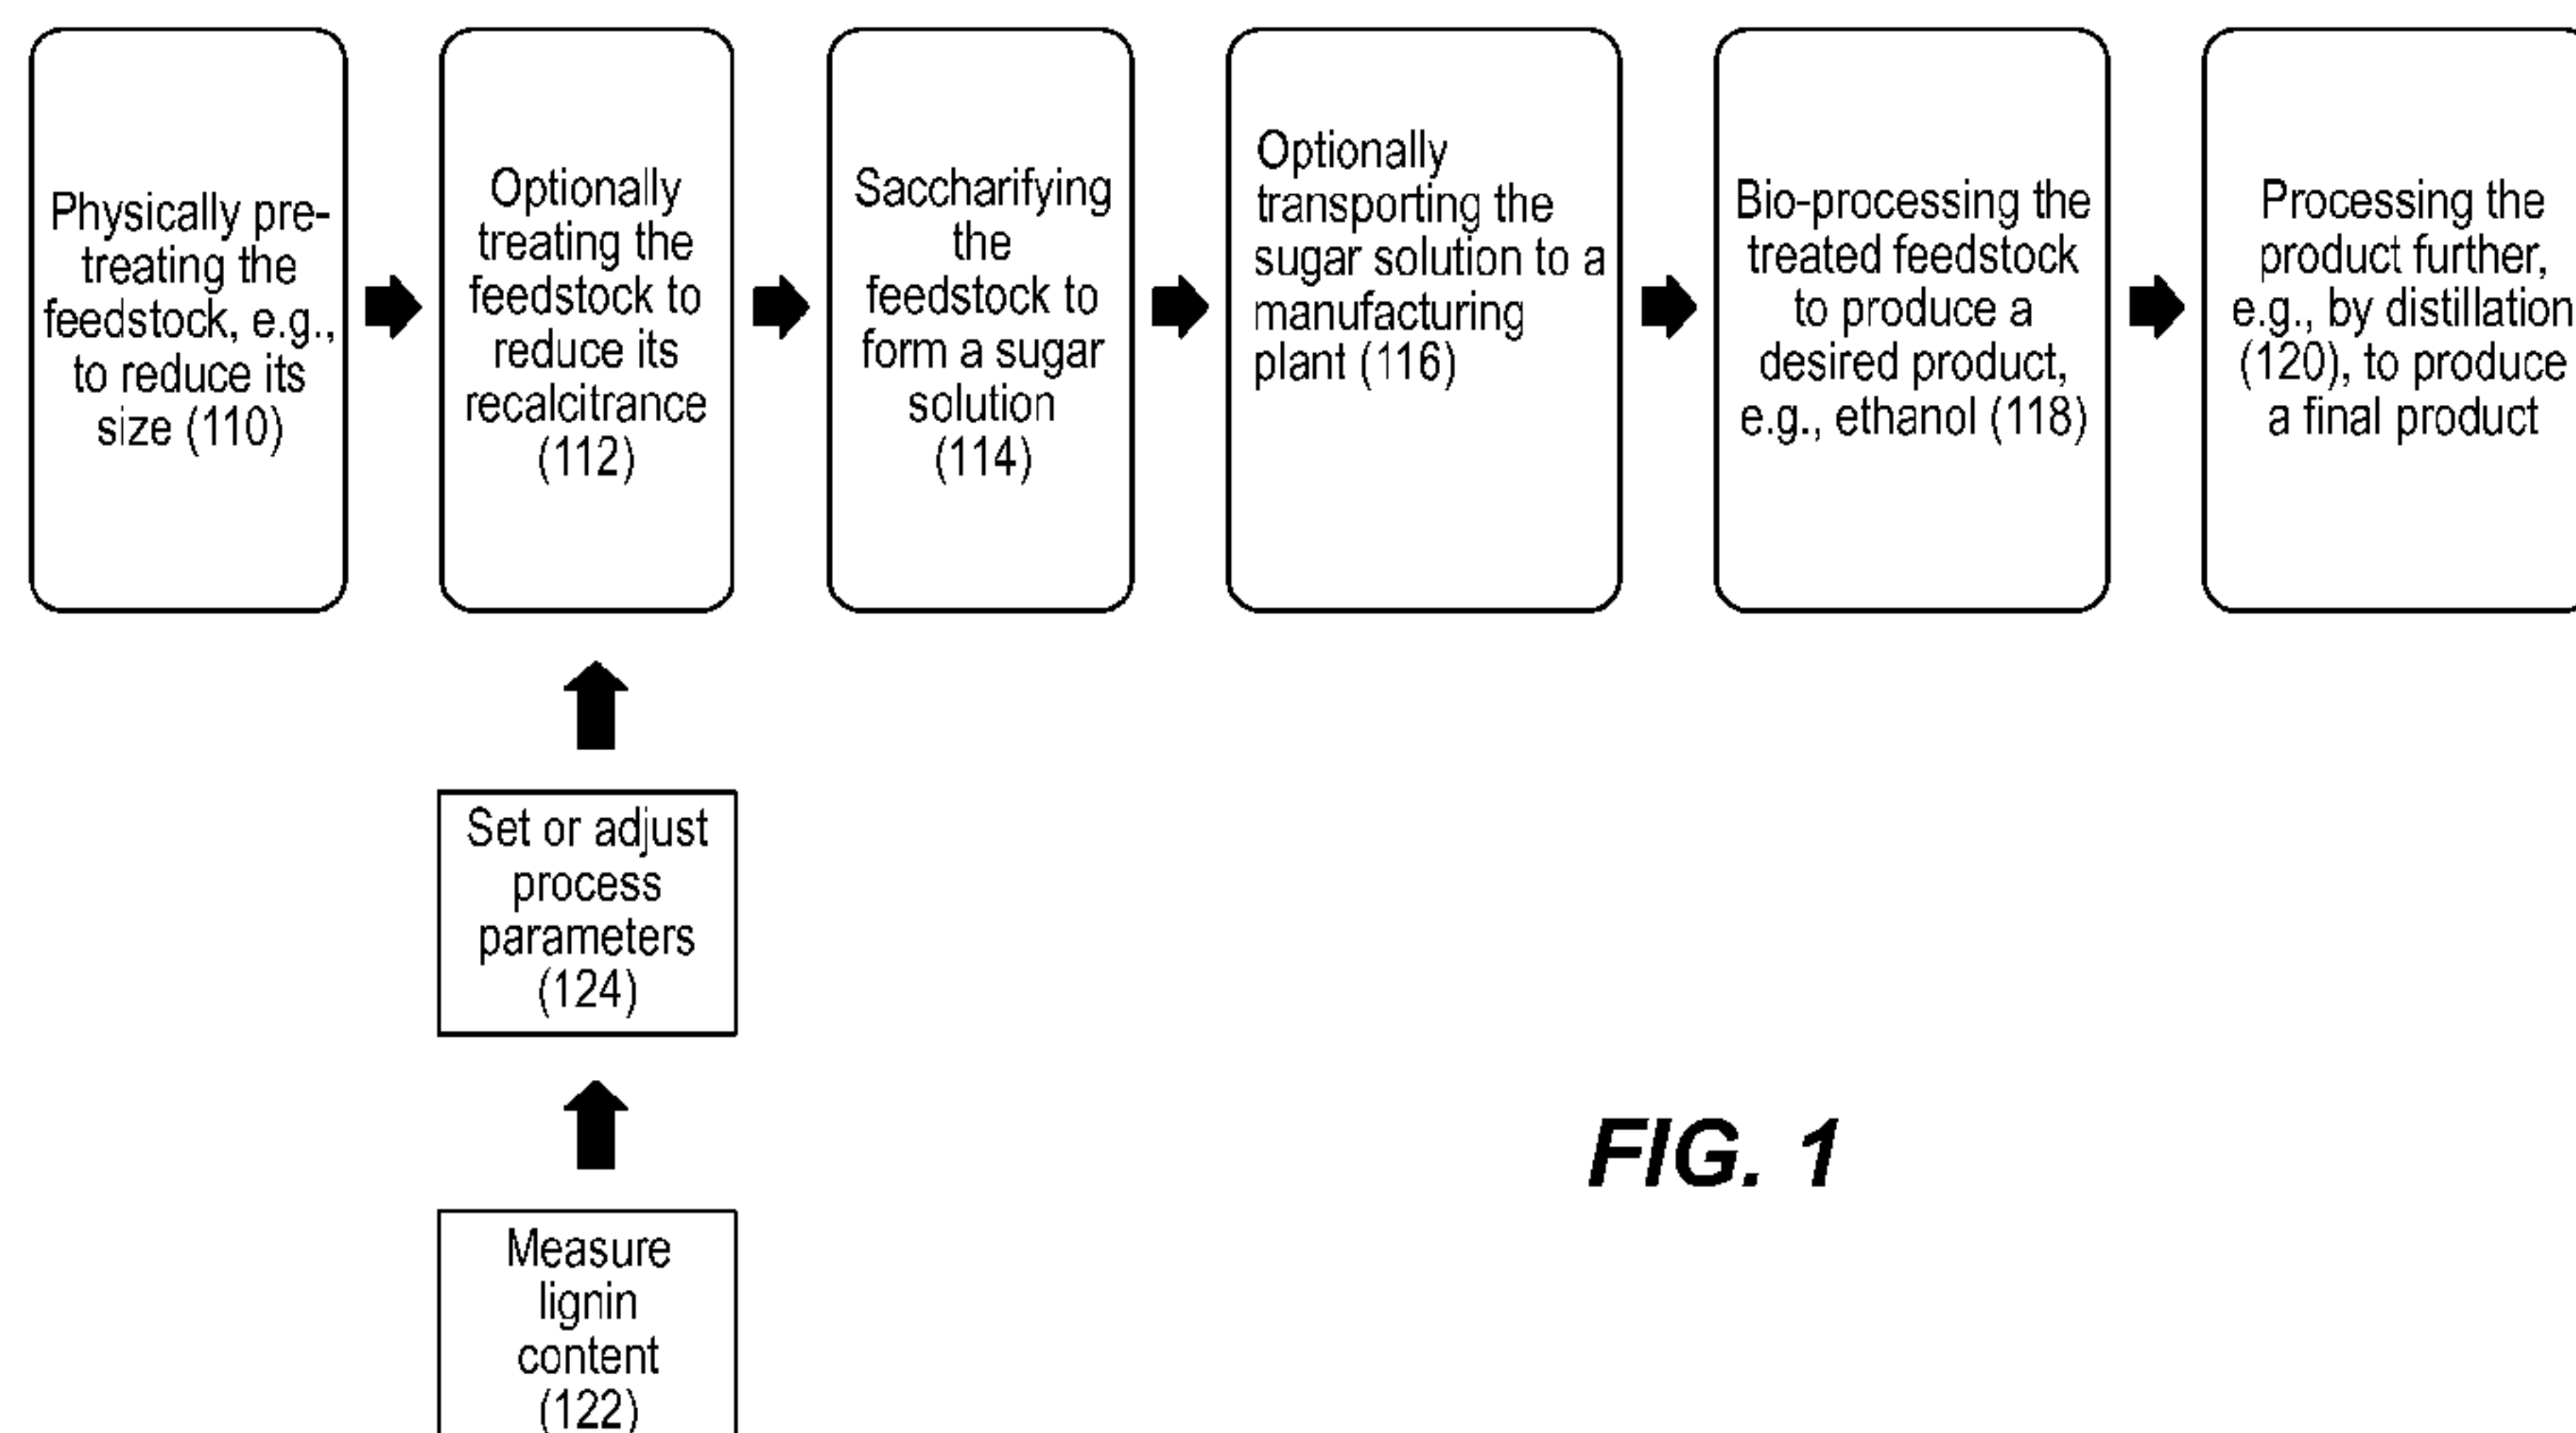 Physically pre-
treating the
feedstock, e.g.,
to reduce its
size (110)
Optionally
treating the
feedstock to
reduce its
recalcitrance
(112)
Saccharifying
the
feedstock to
form a sugar
solution
(114)
Optionally
transporting the
sugar solution to a
manufacturing
plant (116)
Bio-processing the
treated feedstock
to produce a
desired product,
e.g., ethanol (118)
Processing the
product further,
e.g., by distillation
(120), to produce
a final product
Set or adjust
process
parameters
(124)
Measure
lignin
content
(122)
FIG. 1